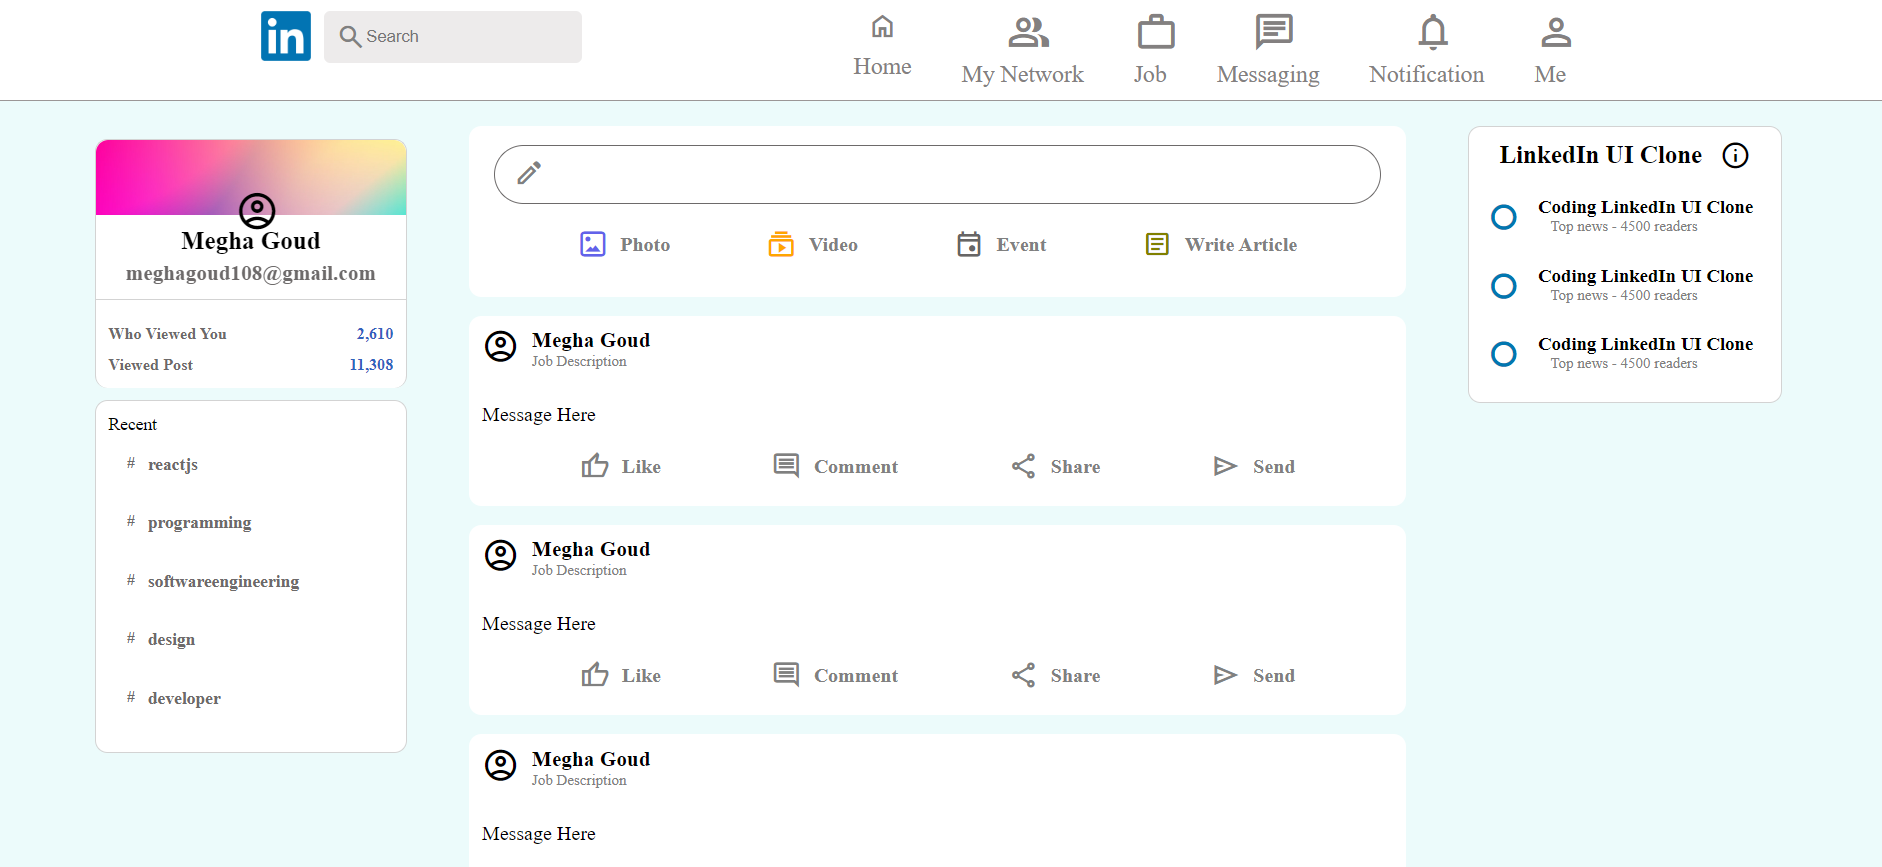 in
Search
Home
My Network
Job
Messaging
Notification
Me
Megha Goud
meghagoud108@gmail.com
Who Viewed You 2,610
Viewed Post 11,308
Recent
# reactjs
# programming
# softwareengineering
# design
# developer
Photo Video Event Write Article
Megha Goud
Job Description
Message Here
Like Comment Share Send
Megha Goud
Job Description
Message Here
Like Comment Share Send
Megha Goud
Job Description
Message Here
LinkedIn UI Clone
Coding LinkedIn UI Clone
Top news - 4500 readers
Coding LinkedIn UI Clone
Top news - 4500 readers
Coding LinkedIn UI Clone
Top news - 4500 readers